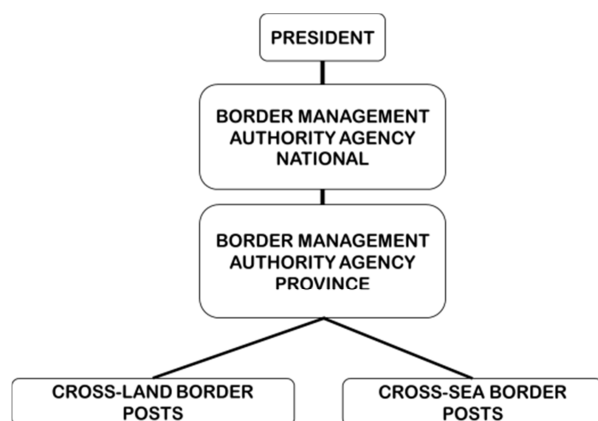 PRESIDENT
BORDER MANAGEMENT
AUTHORITY AGENCY
NATIONAL
BORDER MANAGEMENT
AUTHORITY AGENCY
PROVINCE
CROSS-LAND BORDER
POSTS
CROSS-SEA BORDER
POSTS